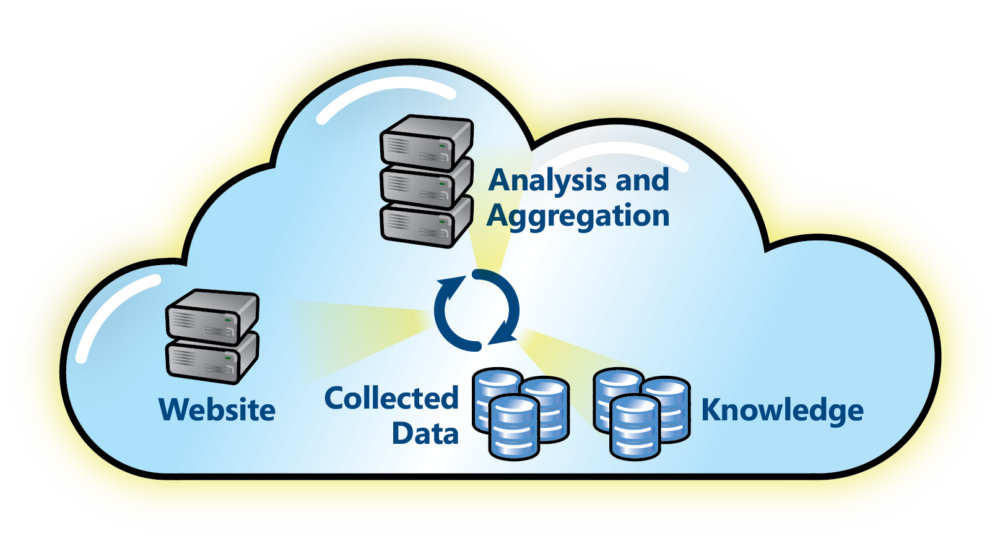 Analysis and
Aggregation
Website
Collected
Data
Knowledge